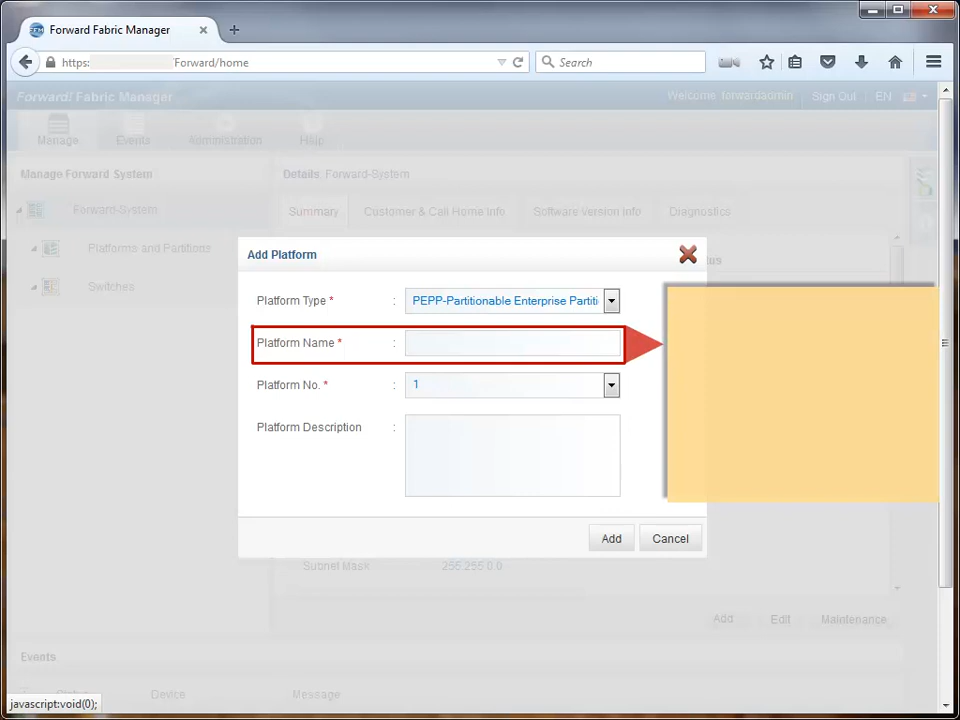 Forward Fabric Manager
https: Forward/home
Search
Forward! Fabric Manager
Welcome, forwardadmin Sign Out EN
Manage Events Administration Help
Manage Forward System
Details: Forward-System
Forward-System
Summary Customer & Call Home Info Software Version Info Diagnostics
Platforms and Partitions
Switches
Add Platform
Platform Type * : PEPP-Partitionable Enterprise Partiti
Platform Name * :
Platform No. * : 1
Platform Description :
Add Cancel
Subnet Mask 255.255.0.0
Add Edit Maintenance
Events
Status Device Message
javascript:void(0);